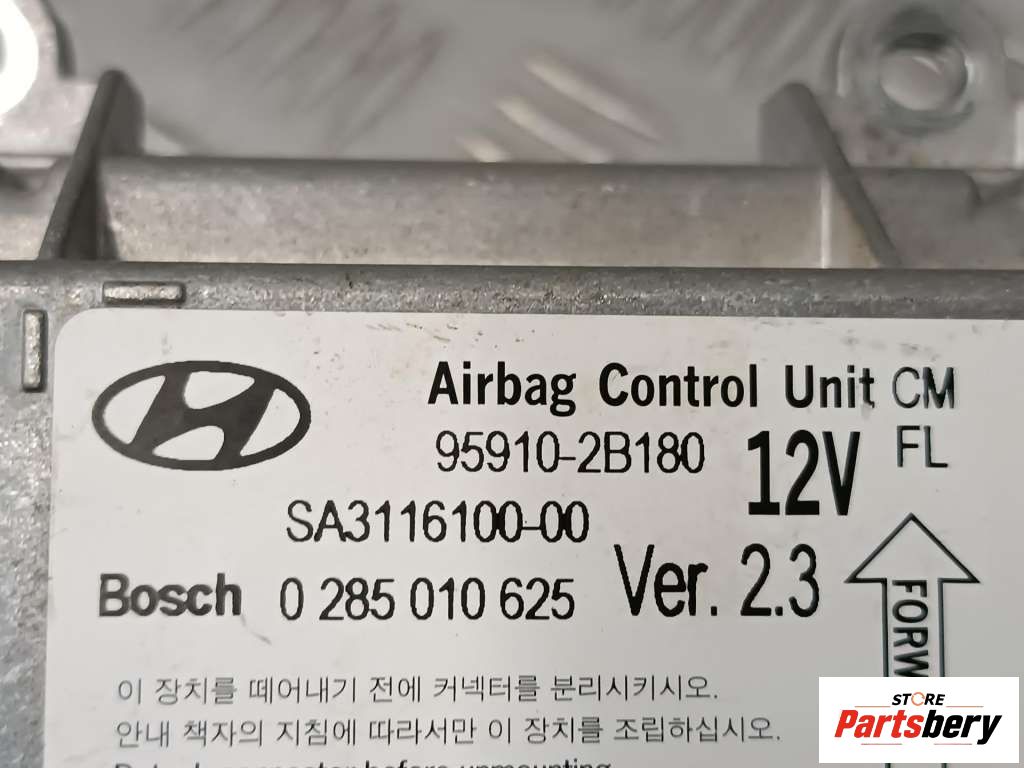 Airbag Control Unit CM
95910-2B180 12V FL
SA3116100-00
Bosch 0 285 010 625 Ver. 2.3
FORW
이 장치를 떼어내기 전에 커넥터를 분리시키시오.
안내 책자의 지침에 따라서만 이 장치를 조립하십시오.
before unmounting
STORE
Partsbery